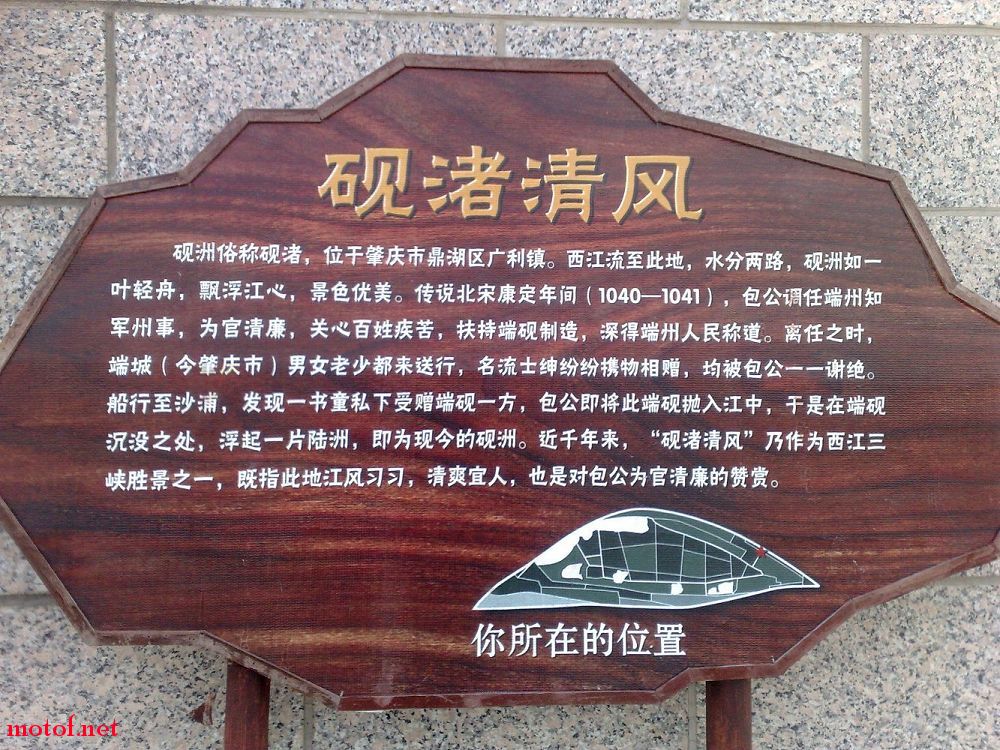 砚渚清风
砚洲俗称砚渚，位于肇庆市鼎湖区广利镇。西江流至此地，水分两路，砚洲如一
叶轻舟，飘浮江心，景色优美。传说北宋康定年间（1040—1041），包公调任端州知
军州事，为官清廉，关心百姓疾苦，扶持端砚制造，深得端州人民称道。离任之时，
端城（今肇庆市）男女老少都来送行，名流士绅纷纷携物相赠，均被包公一一谢绝。
船行至沙浦，发现一书童私下受赠端砚一方，包公即将此端砚抛入江中，于是在端砚
沉没之处，浮起一片陆洲，即为现今的砚洲。近千年来，“砚渚清风”乃作为西江三
峡胜景之一，既指此地江风习习，清爽宜人，也是对包公为官清廉的赞赏。
你所在的位置
motof.net